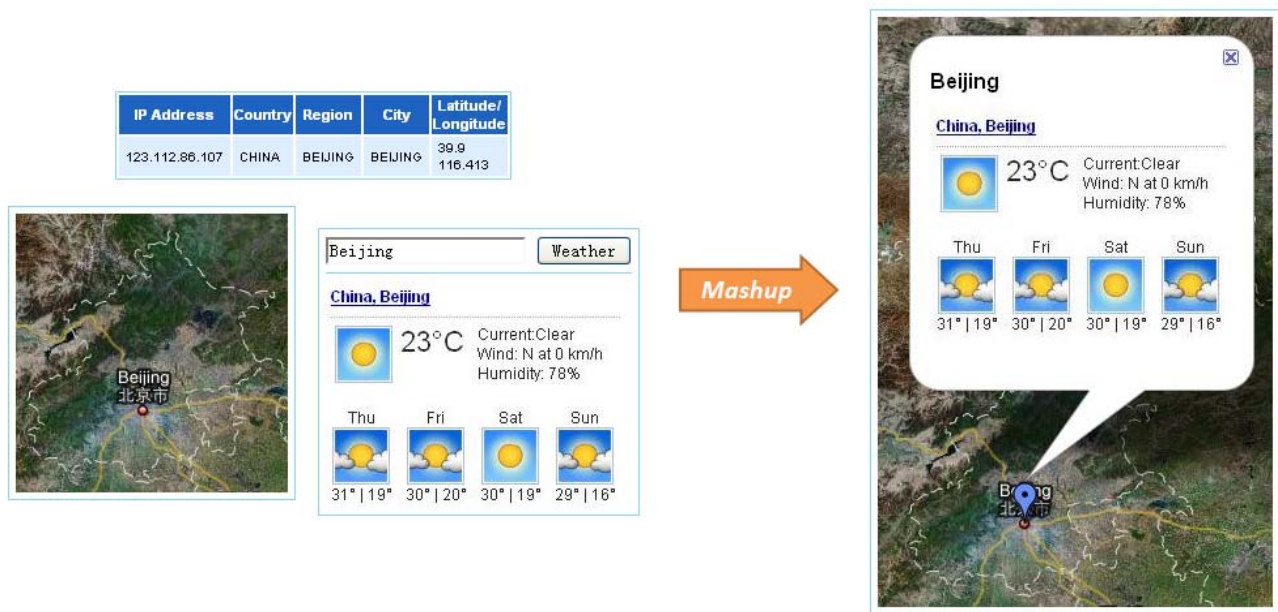 IP Address Country Region City Latitude/
Longitude
123.112.86.107 CHINA BEIJING BEIJING 39.9
116.413
Beijing
北京市
Beijing Weather
China, Beijing
23°C
Current:Clear
Wind: N at 0 km/h
Humidity: 78%
Thu Fri Sat Sun
31°|19° 30°|20° 30°|19° 29°|16°
Mashup
Beijing
China, Beijing
23°C
Current:Clear
Wind: N at 0 km/h
Humidity: 78%
Thu Fri Sat Sun
31°|19° 30°|20° 30°|19° 29°|16°